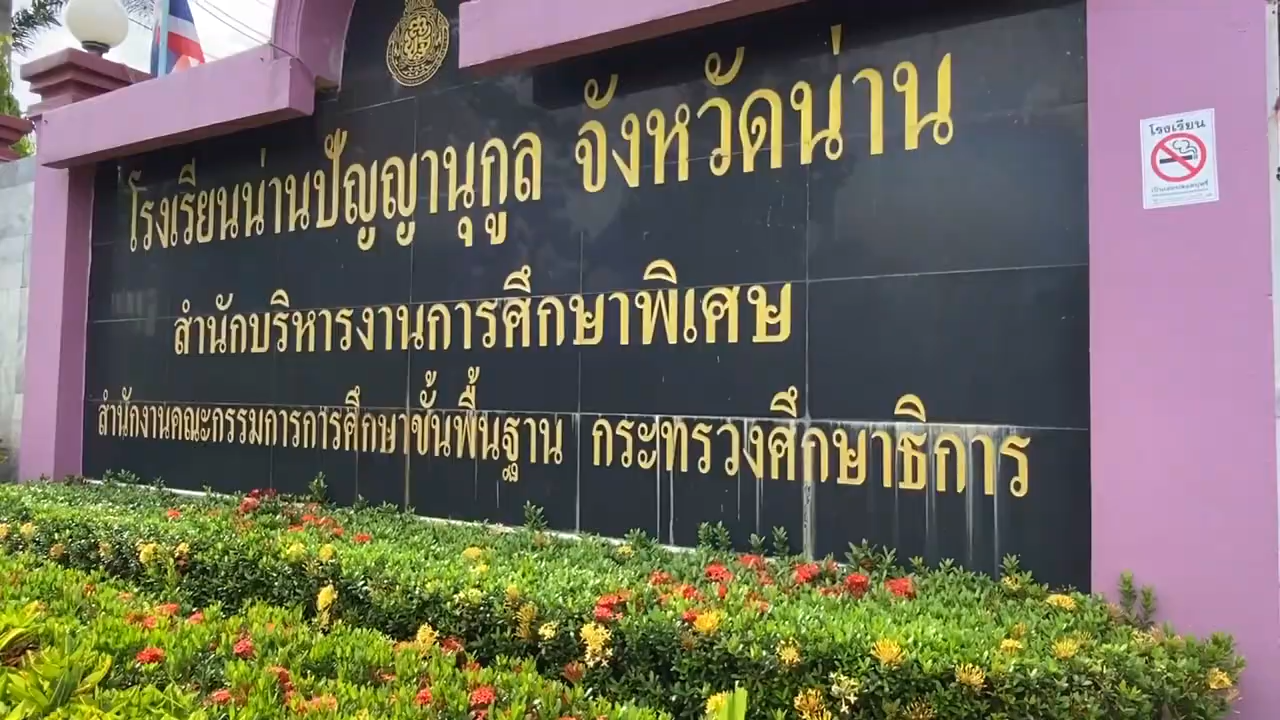 โรงเรียนน่านปัญญานุกูล จังหวัดน่าน
สำนักบริหารงานการศึกษาพิเศษ
สำนักงานคณะกรรมการการศึกษาขั้นพื้นฐาน กระทรวงศึกษาธิการ
โรงเรียน